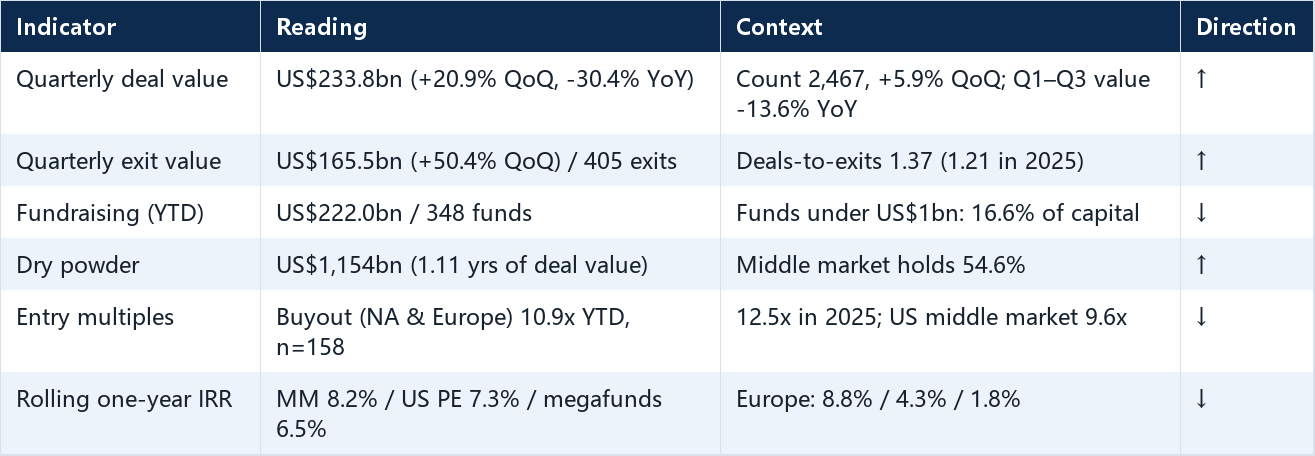 Indicator Reading Context Direction
Quarterly deal value US$233.8bn (+20.9% QoQ, -30.4% YoY) Count 2,467, +5.9% QoQ; Q1–Q3 value ↑
-13.6% YoY
Quarterly exit value US$165.5bn (+50.4% QoQ) / 405 exits Deals-to-exits 1.37 (1.21 in 2025) ↑
Fundraising (YTD) US$222.0bn / 348 funds Funds under US$1bn: 16.6% of capital ↓
Dry powder US$1,154bn (1.11 yrs of deal value) Middle market holds 54.6% ↑
Entry multiples Buyout (NA & Europe) 10.9x YTD, 12.5x in 2025; US middle market 9.6x ↓
n=158
Rolling one-year IRR MM 8.2% / US PE 7.3% / megafunds Europe: 8.8% / 4.3% / 1.8% ↓
6.5%